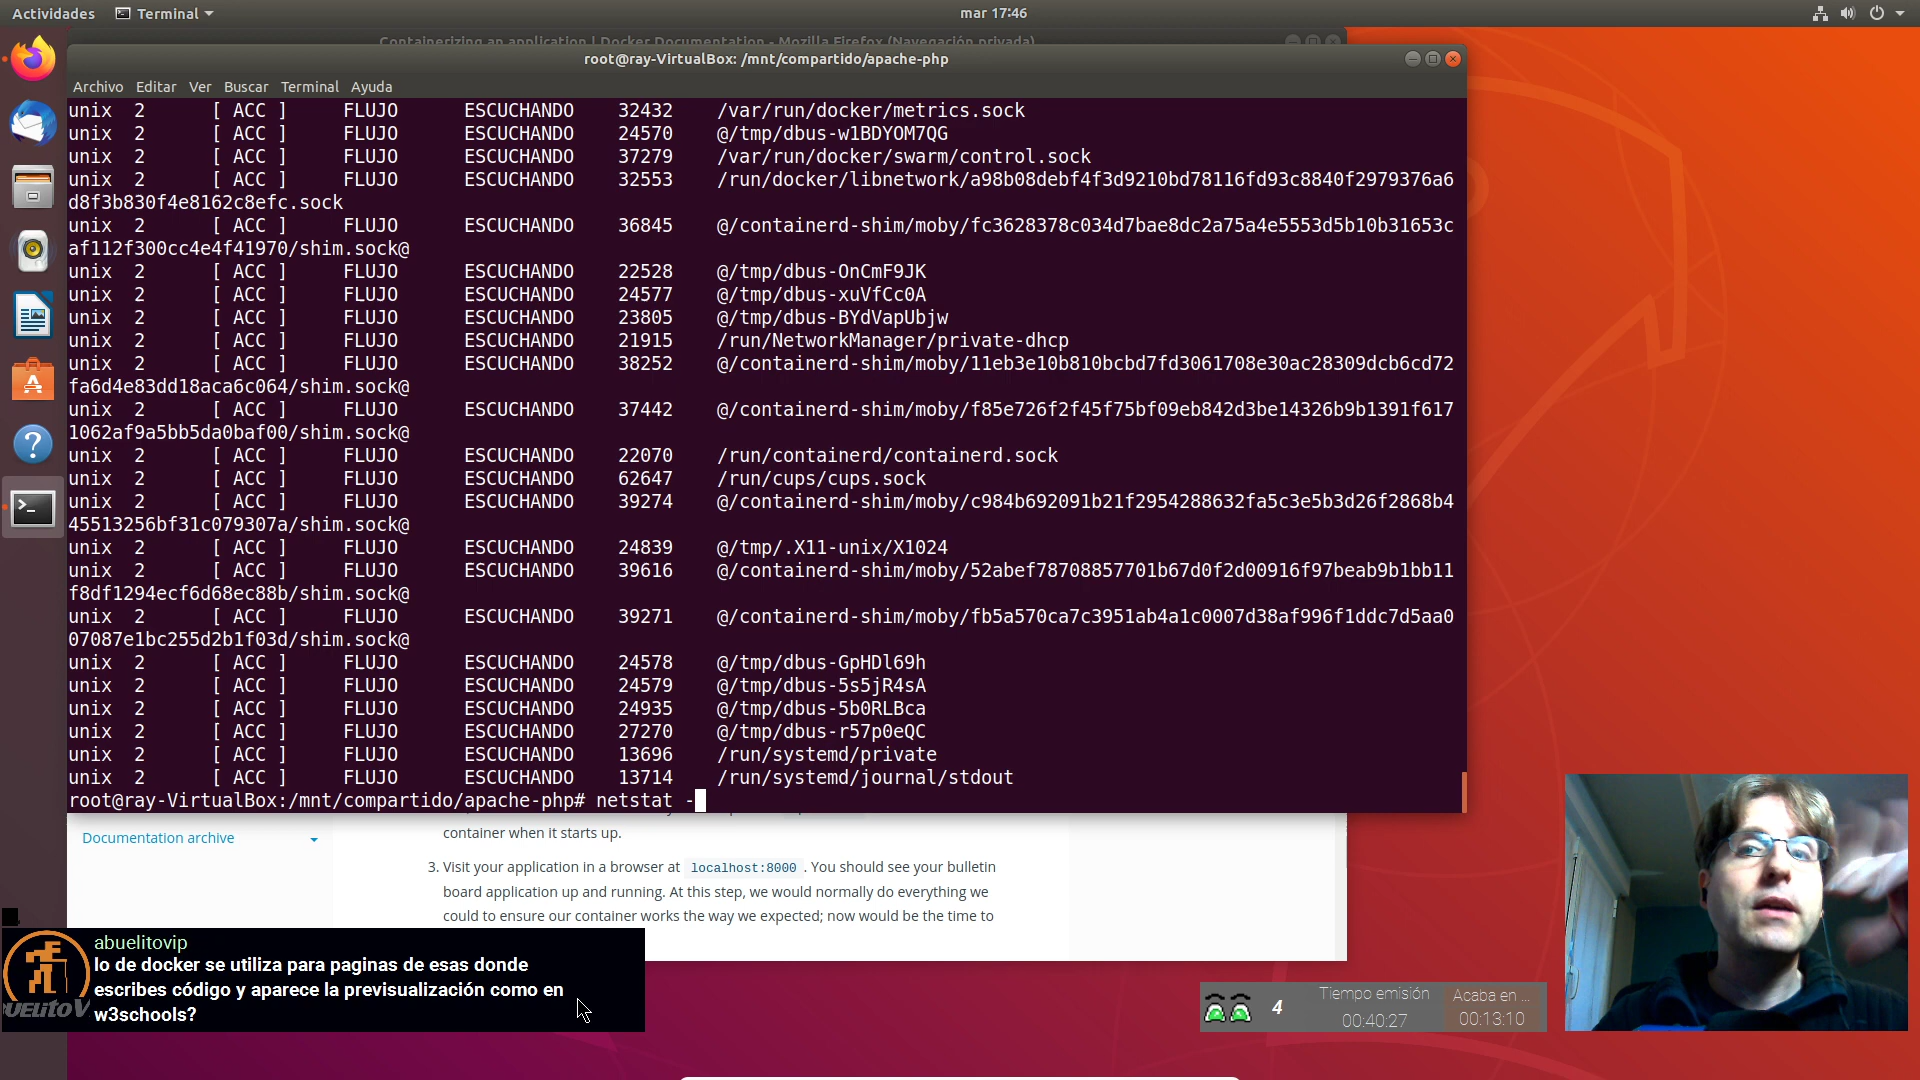 Actividades Terminal mar 17:46
Containerizing an application | Docker Documentation - Mozilla Firefox (Navegación privada)
root@ray-VirtualBox: /mnt/compartido/apache-php
Archivo Editar Ver Buscar Terminal Ayuda
unix 2 [ ACC ] FLUJO ESCUCHANDO 32432 /var/run/docker/metrics.sock
unix 2 [ ACC ] FLUJO ESCUCHANDO 24570 @/tmp/dbus-w1BDYOM7QG
unix 2 [ ACC ] FLUJO ESCUCHANDO 37279 /var/run/docker/swarm/control.sock
unix 2 [ ACC ] FLUJO ESCUCHANDO 32553 /run/docker/libnetwork/a98b08debf4f3d9210bd78116fd93c8840f2979376a6
d8f3b830f4e8162c8efc.sock
unix 2 [ ACC ] FLUJO ESCUCHANDO 36845 @/containerd-shim/moby/fc3628378c034d7bae8dc2a75a4e5553d5b10b31653c
af112f300cc4e4f41970/shim.sock@
unix 2 [ ACC ] FLUJO ESCUCHANDO 22528 @/tmp/dbus-OnCmF9JK
unix 2 [ ACC ] FLUJO ESCUCHANDO 24577 @/tmp/dbus-xuVfCc0A
unix 2 [ ACC ] FLUJO ESCUCHANDO 23805 @/tmp/dbus-BYdVapUbjw
unix 2 [ ACC ] FLUJO ESCUCHANDO 21915 /run/NetworkManager/private-dhcp
unix 2 [ ACC ] FLUJO ESCUCHANDO 38252 @/containerd-shim/moby/11eb3e10b810bcbd7fd3061708e30ac28309dcb6cd72
fa6d4e83dd18aca6c064/shim.sock@
unix 2 [ ACC ] FLUJO ESCUCHANDO 37442 @/containerd-shim/moby/f85e726f2f45f75bf09eb842d3be14326b9b1391f617
1062af9a5bb5da0baf00/shim.sock@
unix 2 [ ACC ] FLUJO ESCUCHANDO 22070 /run/containerd/containerd.sock
unix 2 [ ACC ] FLUJO ESCUCHANDO 62647 /run/cups/cups.sock
unix 2 [ ACC ] FLUJO ESCUCHANDO 39274 @/containerd-shim/moby/c984b692091b21f2954288632fa5c3e5b3d26f2868b4
45513256bf31c079307a/shim.sock@
unix 2 [ ACC ] FLUJO ESCUCHANDO 24839 @/tmp/.X11-unix/X1024
unix 2 [ ACC ] FLUJO ESCUCHANDO 39616 @/containerd-shim/moby/52abef78708857701b67d0f2d00916f97beab9b1bb11
f8df1294ecf6d68ec88b/shim.sock@
unix 2 [ ACC ] FLUJO ESCUCHANDO 39271 @/containerd-shim/moby/fb5a570ca7c3951ab4a1c0007d38af996f1ddc7d5aa0
07087e1bc255d2b1f03d/shim.sock@
unix 2 [ ACC ] FLUJO ESCUCHANDO 24578 @/tmp/dbus-GpHDl69h
unix 2 [ ACC ] FLUJO ESCUCHANDO 24579 @/tmp/dbus-5s5jR4sA
unix 2 [ ACC ] FLUJO ESCUCHANDO 24935 @/tmp/dbus-5b0RLBca
unix 2 [ ACC ] FLUJO ESCUCHANDO 27270 @/tmp/dbus-r57p0eQC
unix 2 [ ACC ] FLUJO ESCUCHANDO 13696 /run/systemd/private
unix 2 [ ACC ] FLUJO ESCUCHANDO 13714 /run/systemd/journal/stdout
root@ray-VirtualBox:/mnt/compartido/apache-php# netstat -
Documentation archive
container when it starts up.
3. Visit your application in a browser at localhost:8000 . You should see your bulletin
board application up and running. At this step, we would normally do everything we
could to ensure our container works the way we expected; now would be the time to
abuelitovip
lo de docker se utiliza para paginas de esas donde
escribes código y aparece la previsualización como en
w3schools?
4
Tiempo emisión
00:40:27
Acaba en ...
00:13:10